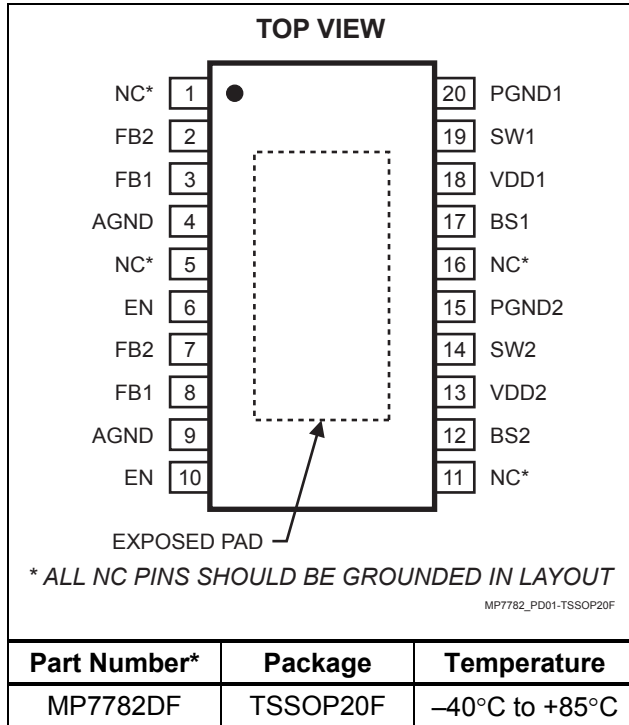 TOP VIEW
NC* 1 20 PGND1
FB2 2 19 SW1
FB1 3 18 VDD1
AGND 4 17 BS1
NC* 5 16 NC*
EN 6 15 PGND2
FB2 7 14 SW2
FB1 8 13 VDD2
AGND 9 12 BS2
EN 10 11 NC*
EXPOSED PAD
* ALL NC PINS SHOULD BE GROUNDED IN LAYOUT
MP7782_PD01-TSSOP20F
Part Number* Package Temperature
MP7782DF TSSOP20F –40°C to +85°C